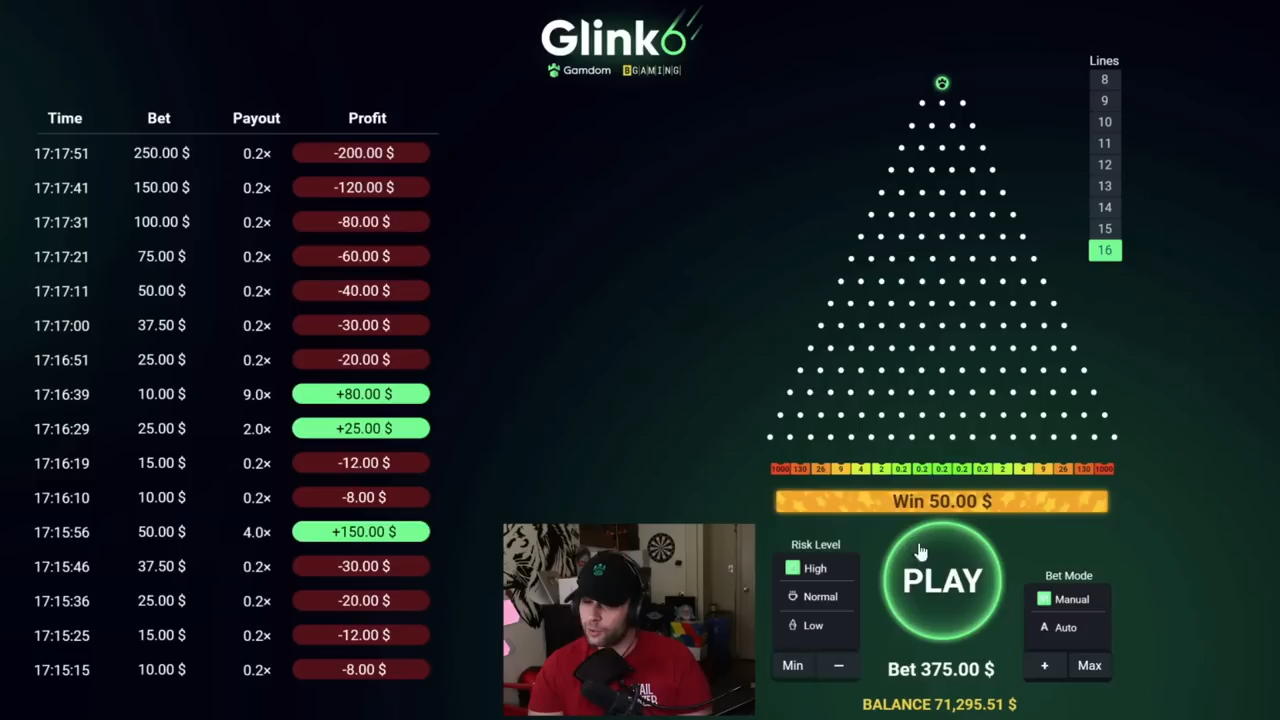 Glink6
Gamdom BGAMING
Time Bet Payout Profit
17:17:51 250.00 $ 0.2× -200.00 $
17:17:41 150.00 $ 0.2× -120.00 $
17:17:31 100.00 $ 0.2× -80.00 $
17:17:21 75.00 $ 0.2× -60.00 $
17:17:11 50.00 $ 0.2× -40.00 $
17:17:00 37.50 $ 0.2× -30.00 $
17:16:51 25.00 $ 0.2× -20.00 $
17:16:39 10.00 $ 9.0× +80.00 $
17:16:29 25.00 $ 2.0× +25.00 $
17:16:19 15.00 $ 0.2× -12.00 $
17:16:10 10.00 $ 0.2× -8.00 $
17:15:56 50.00 $ 4.0× +150.00 $
17:15:46 37.50 $ 0.2× -30.00 $
17:15:36 25.00 $ 0.2× -20.00 $
17:15:25 15.00 $ 0.2× -12.00 $
17:15:15 10.00 $ 0.2× -8.00 $
Lines
8
9
10
11
12
13
14
15
16
1000 130 26 9 4 2 0.2 0.2 0.2 0.2 0.2 2 4 9 26 130 1000
Win 50.00 $
Risk Level
High
Normal
Low
Min −
PLAY
Bet 375.00 $
Bet Mode
Manual
A Auto
+ Max
BALANCE 71,295.51 $